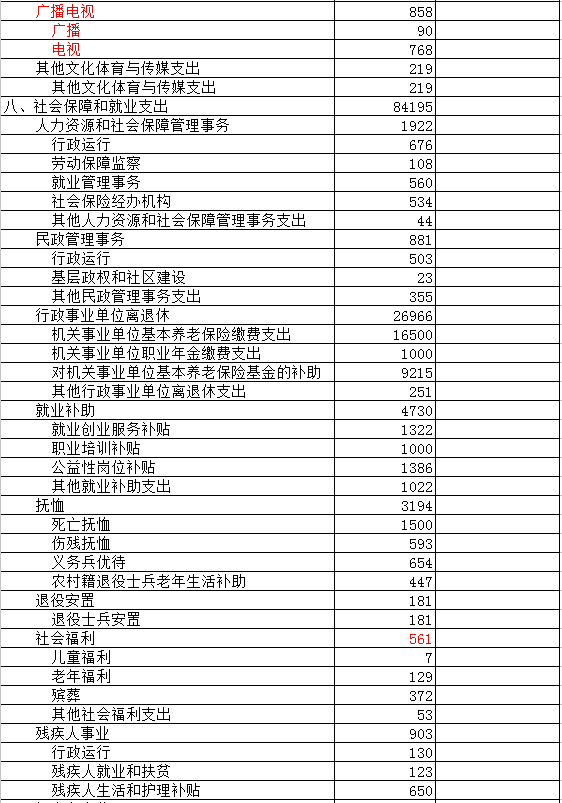 广播电视 858
广播 90
电视 768
其他文化体育与传媒支出 219
其他文化体育与传媒支出 219
八、社会保障和就业支出 84195
人力资源和社会保障管理事务 1922
行政运行 676
劳动保障监察 108
就业管理事务 560
社会保险经办机构 534
其他人力资源和社会保障管理事务支出 44
民政管理事务 881
行政运行 503
基层政权和社区建设 23
其他民政管理事务支出 355
行政事业单位离退休 26966
机关事业单位基本养老保险缴费支出 16500
机关事业单位职业年金缴费支出 1000
对机关事业单位基本养老保险基金的补助 9215
其他行政事业单位离退休支出 251
就业补助 4730
就业创业服务补贴 1322
职业培训补贴 1000
公益性岗位补贴 1386
其他就业补助支出 1022
抚恤 3194
死亡抚恤 1500
伤残抚恤 593
义务兵优待 654
农村籍退役士兵老年生活补助 447
退役安置 181
退役士兵安置 181
社会福利 561
儿童福利 7
老年福利 129
殡葬 372
其他社会福利支出 53
残疾人事业 903
行政运行 130
残疾人就业和扶贫 123
残疾人生活和护理补贴 650